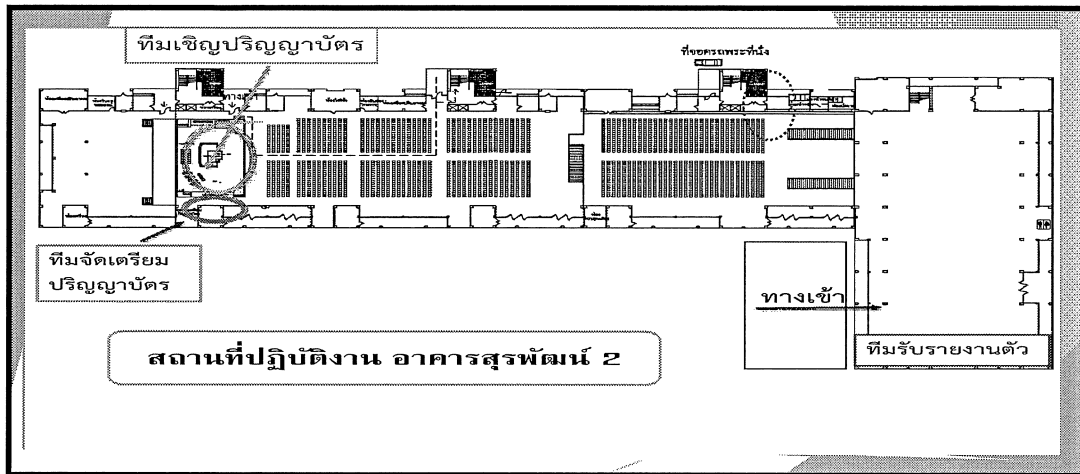 ทีมเชิญปริญญาบัตร
ที่จอดรถพระที่นั่ง
ทีมจัดเตรียม
ปริญญาบัตร
ทางเข้า
ทีมรับรายงานตัว
สถานที่ปฏิบัติงาน อาคารสุรพัฒน์ 2